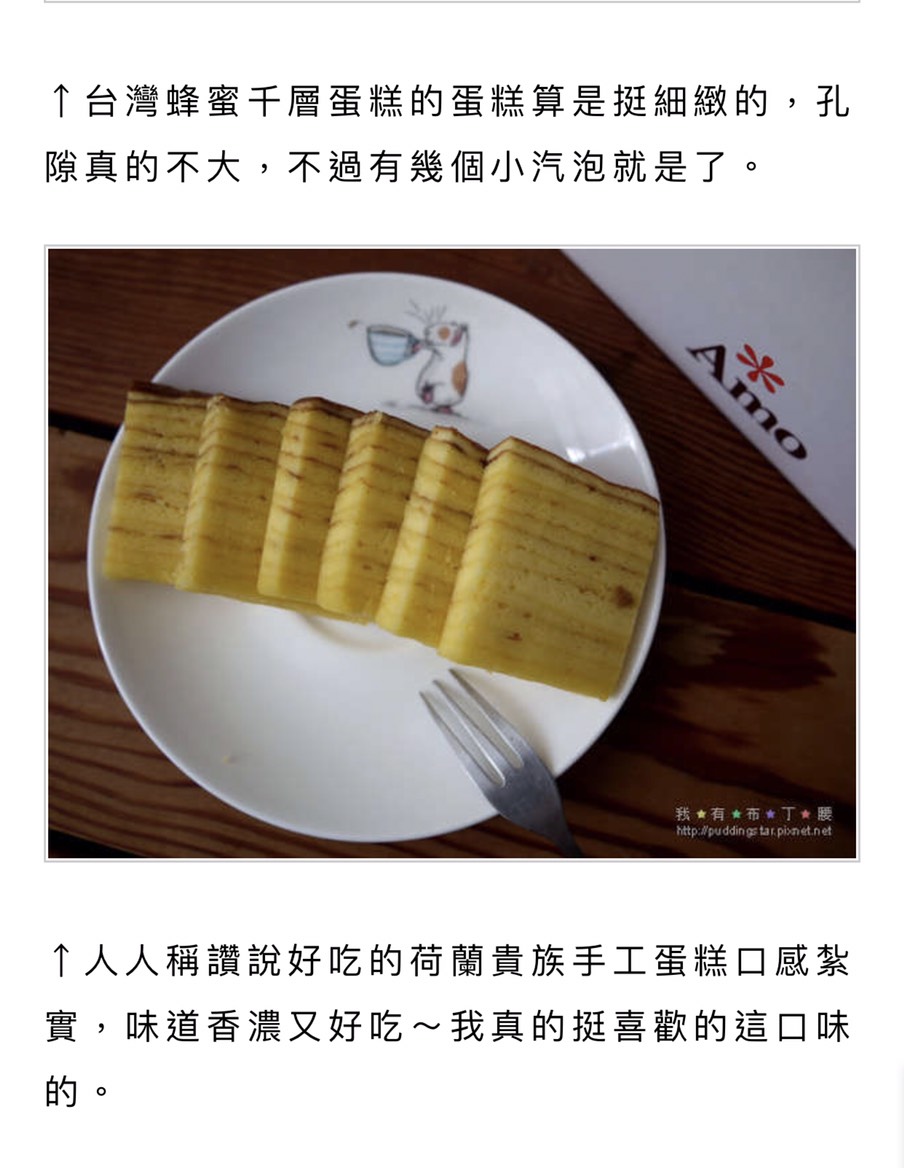 ↑台灣蜂蜜千層蛋糕的蛋糕算是挺細緻的，孔
隙真的不大，不過有幾個小汽泡就是了。
Amo
我★有★布★丁★腰
http://puddingstar.pixnet.net
↑人人稱讚說好吃的荷蘭貴族手工蛋糕口感紮
實，味道香濃又好吃～我真的挺喜歡的這口味
的。